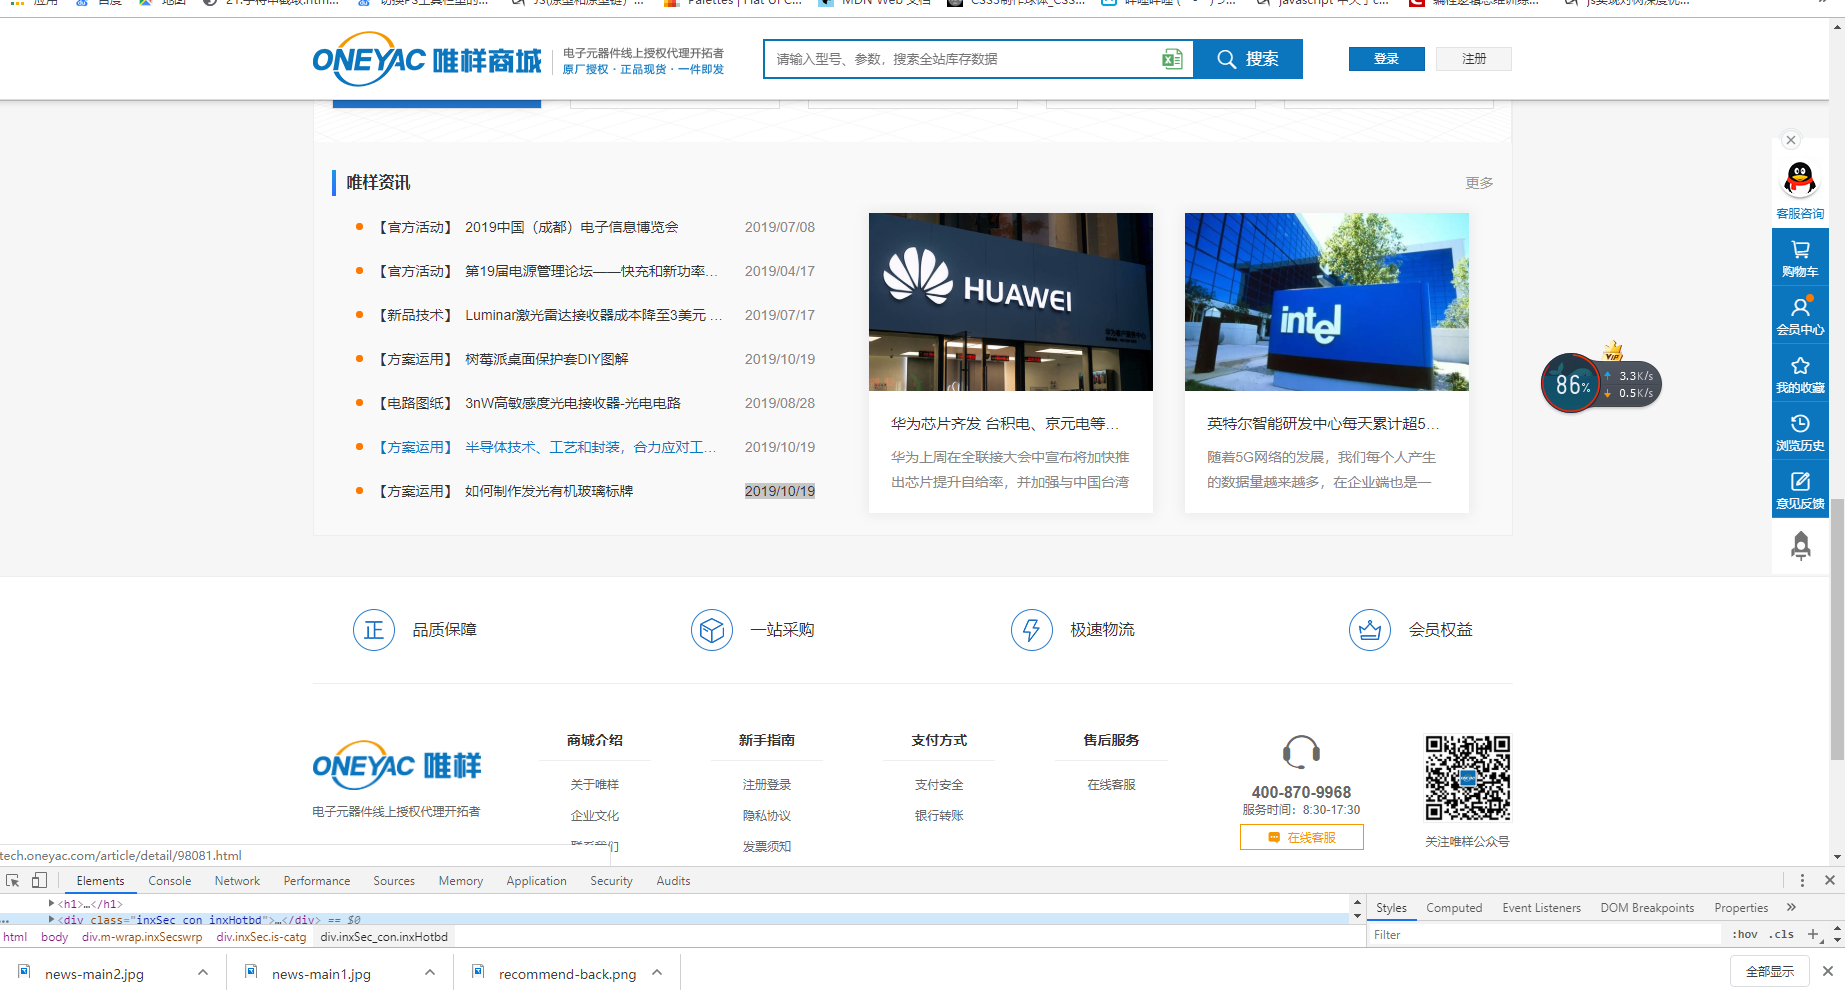 ONEYAC 唯样商城
电子元器件线上授权代理开拓者
原厂授权 · 正品现货 · 一件即发
请输入型号、参数，搜索全站库存数据
搜索
登录
注册
唯样资讯
更多
【官方活动】 2019中国（成都）电子信息博览会 2019/07/08
【官方活动】 第19届电源管理论坛——快充和新功率... 2019/04/17
【新品技术】 Luminar激光雷达接收器成本降至3美元 ... 2019/07/17
【方案运用】 树莓派桌面保护套DIY图解 2019/10/19
【电路图纸】 3nW高敏感度光电接收器-光电电路 2019/08/28
【方案运用】 半导体技术、工艺和封装，合力应对工... 2019/10/19
【方案运用】 如何制作发光有机玻璃标牌 2019/10/19
HUAWEI
华为芯片齐发 台积电、京元电等...
华为上周在全联接大会中宣布将加快推
出芯片提升自给率，并加强与中国台湾
intel
英特尔智能研发中心每天累计超5...
随着5G网络的发展，我们每个人产生
的数据量越来越多，在企业端也是一
客服咨询
购物车
会员中心
我的收藏
浏览历史
意见反馈
VIP
86%
3.3K/s
0.5K/s
正 品质保障
一站采购
极速物流
会员权益
ONEYAC 唯样
电子元器件线上授权代理开拓者
商城介绍
关于唯样
企业文化
新手指南
注册登录
隐私协议
发票须知
支付方式
支付安全
银行转账
售后服务
在线客服
400-870-9968
服务时间：8:30-17:30
在线客服
关注唯样公众号
tech.oneyac.com/article/detail/98081.html
Elements Console Network Performance Sources Memory Application Security Audits
<h1>…</h1>
<div class="inxSec_con inxHotbd">…</div> == $0
html body div.m-wrap.inxSecswrp div.inxSec.is-catg div.inxSec_con.inxHotbd
Styles Computed Event Listeners DOM Breakpoints Properties »
Filter :hov .cls +
news-main2.jpg
news-main1.jpg
recommend-back.png
全部显示